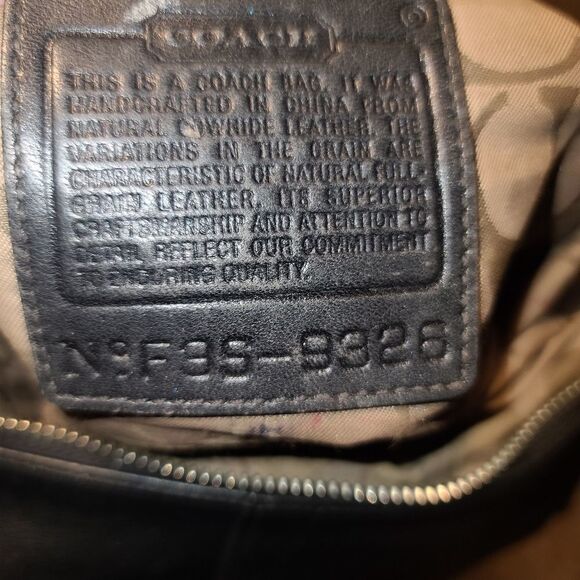 COACH
®
THIS IS A COACH BAG. IT WAS
HANDCRAFTED IN CHINA FROM
NATURAL COWHIDE LEATHER. THE
VARIATIONS IN THE GRAIN ARE
CHARACTERISTIC OF NATURAL FULL-
GRAIN LEATHER. ITS SUPERIOR
CRAFTSMANSHIP AND ATTENTION TO
DETAIL REFLECT OUR COMMITMENT
TO ENDURING QUALITY.
No. F3S-9326